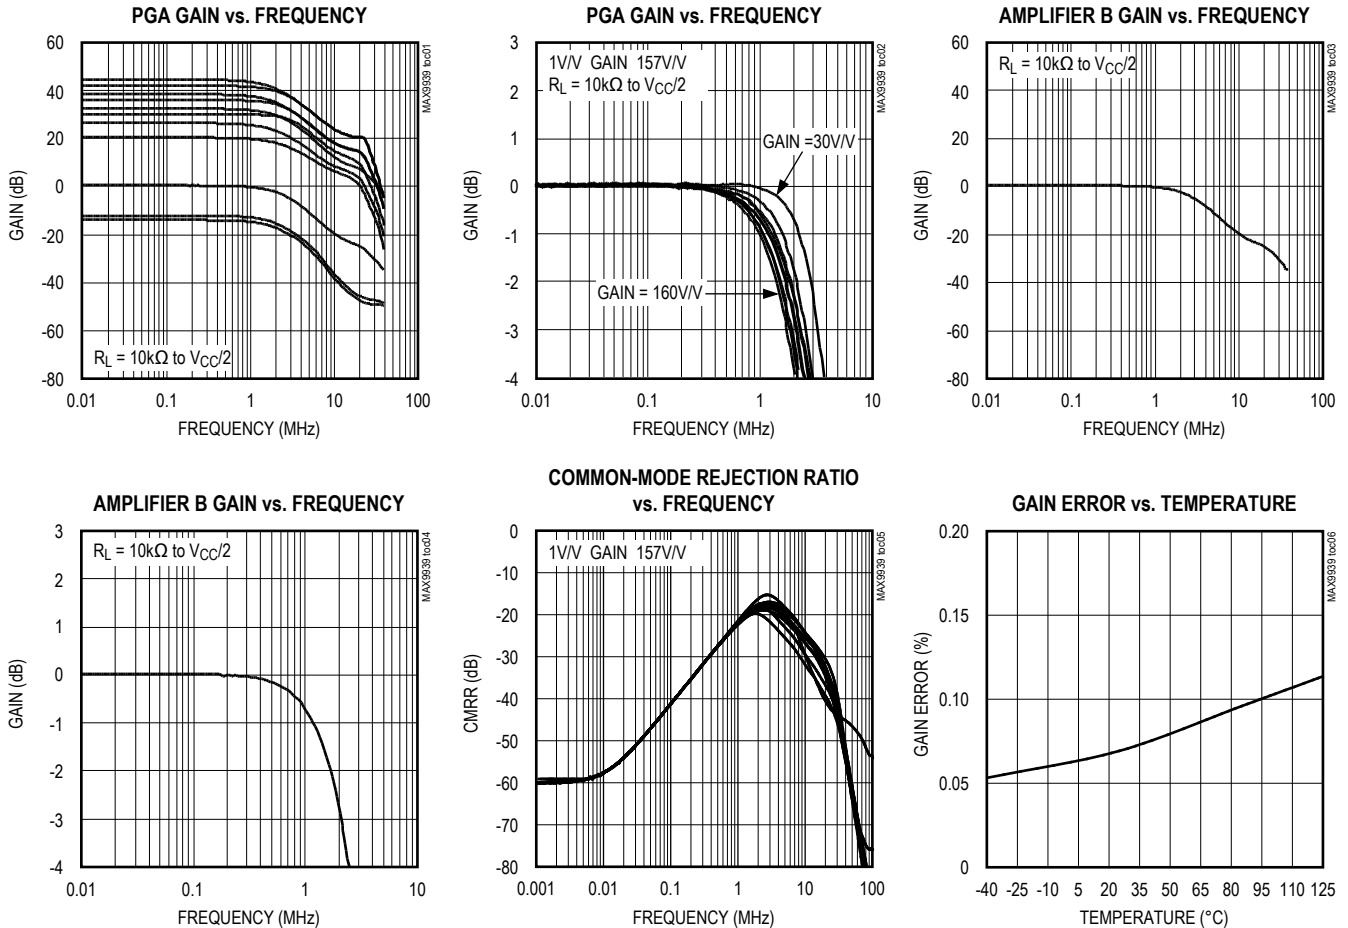 PGA GAIN vs. FREQUENCY
60
40
20
0
-20
-40
-60
-80
GAIN (dB)
RL = 10kΩ to VCC/2
MAX9939 toc01
0.01 0.1 1 10 100
FREQUENCY (MHz)
PGA GAIN vs. FREQUENCY
3
2
1
0
-1
-2
-3
-4
GAIN (dB)
1V/V GAIN 157V/V
RL = 10kΩ to VCC/2
GAIN =30V/V
GAIN = 160V/V
MAX9939 toc02
0.01 0.1 1 10
FREQUENCY (MHz)
AMPLIFIER B GAIN vs. FREQUENCY
60
40
20
0
-20
-40
-60
-80
GAIN (dB)
RL = 10kΩ to VCC/2
MAX9939 toc03
0.01 0.1 1 10 100
FREQUENCY (MHz)
AMPLIFIER B GAIN vs. FREQUENCY
3
2
1
0
-1
-2
-3
-4
GAIN (dB)
RL = 10kΩ to VCC/2
MAX9939 toc04
0.01 0.1 1 10
FREQUENCY (MHz)
COMMON-MODE REJECTION RATIO
vs. FREQUENCY
0
-10
-20
-30
-40
-50
-60
-70
-80
CMRR (dB)
1V/V GAIN 157V/V
MAX9939 toc05
0.001 0.01 0.1 1 10 100
FREQUENCY (MHz)
GAIN ERROR vs. TEMPERATURE
0.20
0.15
0.10
0.05
0
GAIN ERROR (%)
MAX9939 toc06
-40 -25 -10 5 20 35 50 65 80 95 110 125
TEMPERATURE (°C)